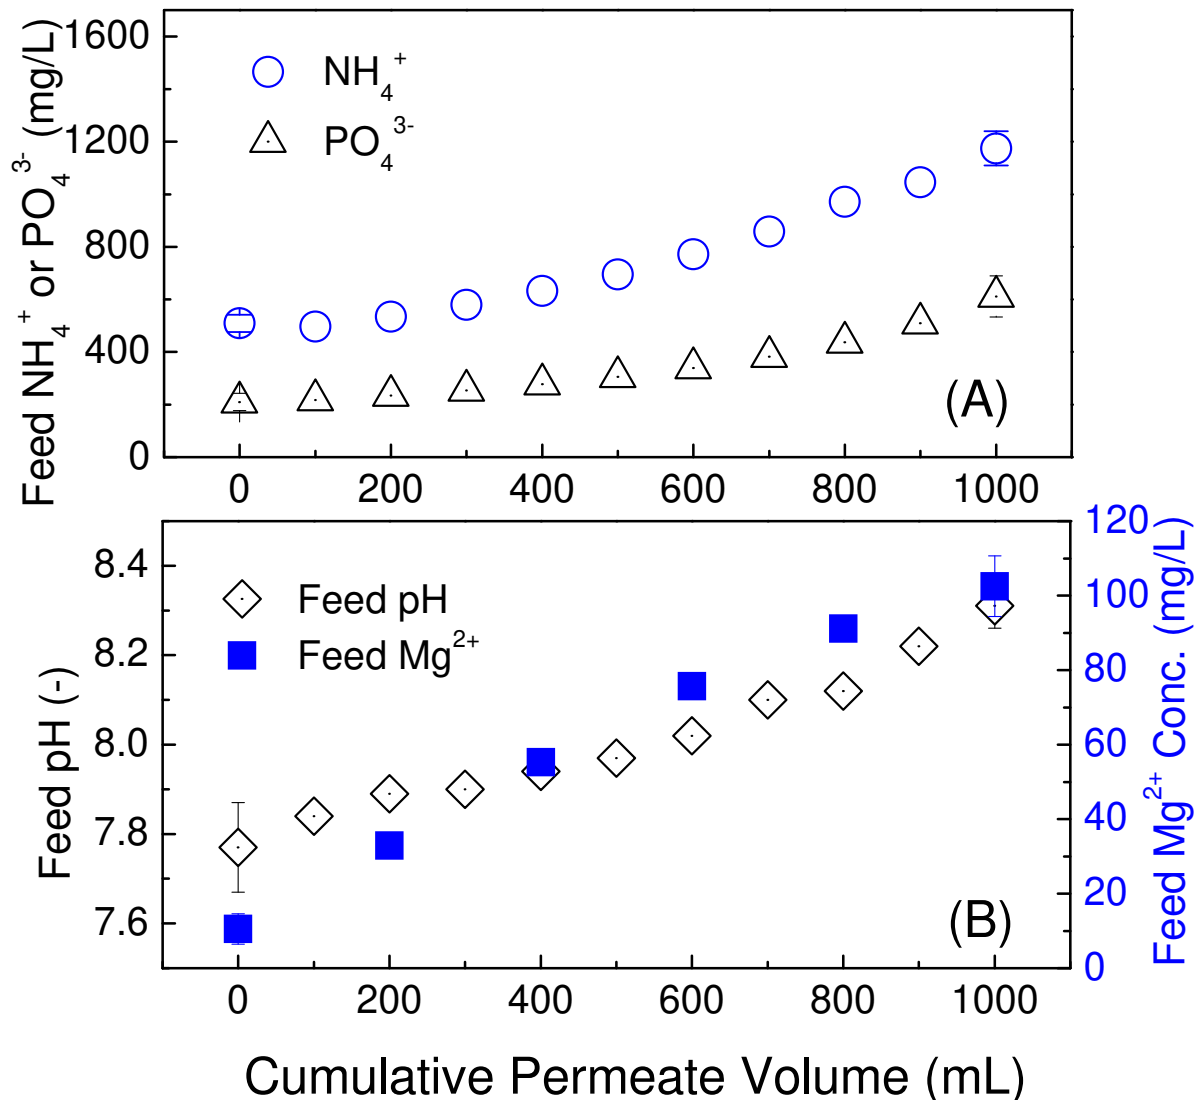 Feed NH₄⁺ or PO₄³⁻ (mg/L)
1600
1200
800
400
0
NH₄⁺
PO₄³⁻
(A)
0 200 400 600 800 1000
Feed pH (-)
8.4
8.2
8.0
7.8
7.6
Feed pH
Feed Mg²⁺
(B)
120
100
80
60
40
20
0
Feed Mg²⁺ Conc. (mg/L)
0 200 400 600 800 1000
Cumulative Permeate Volume (mL)